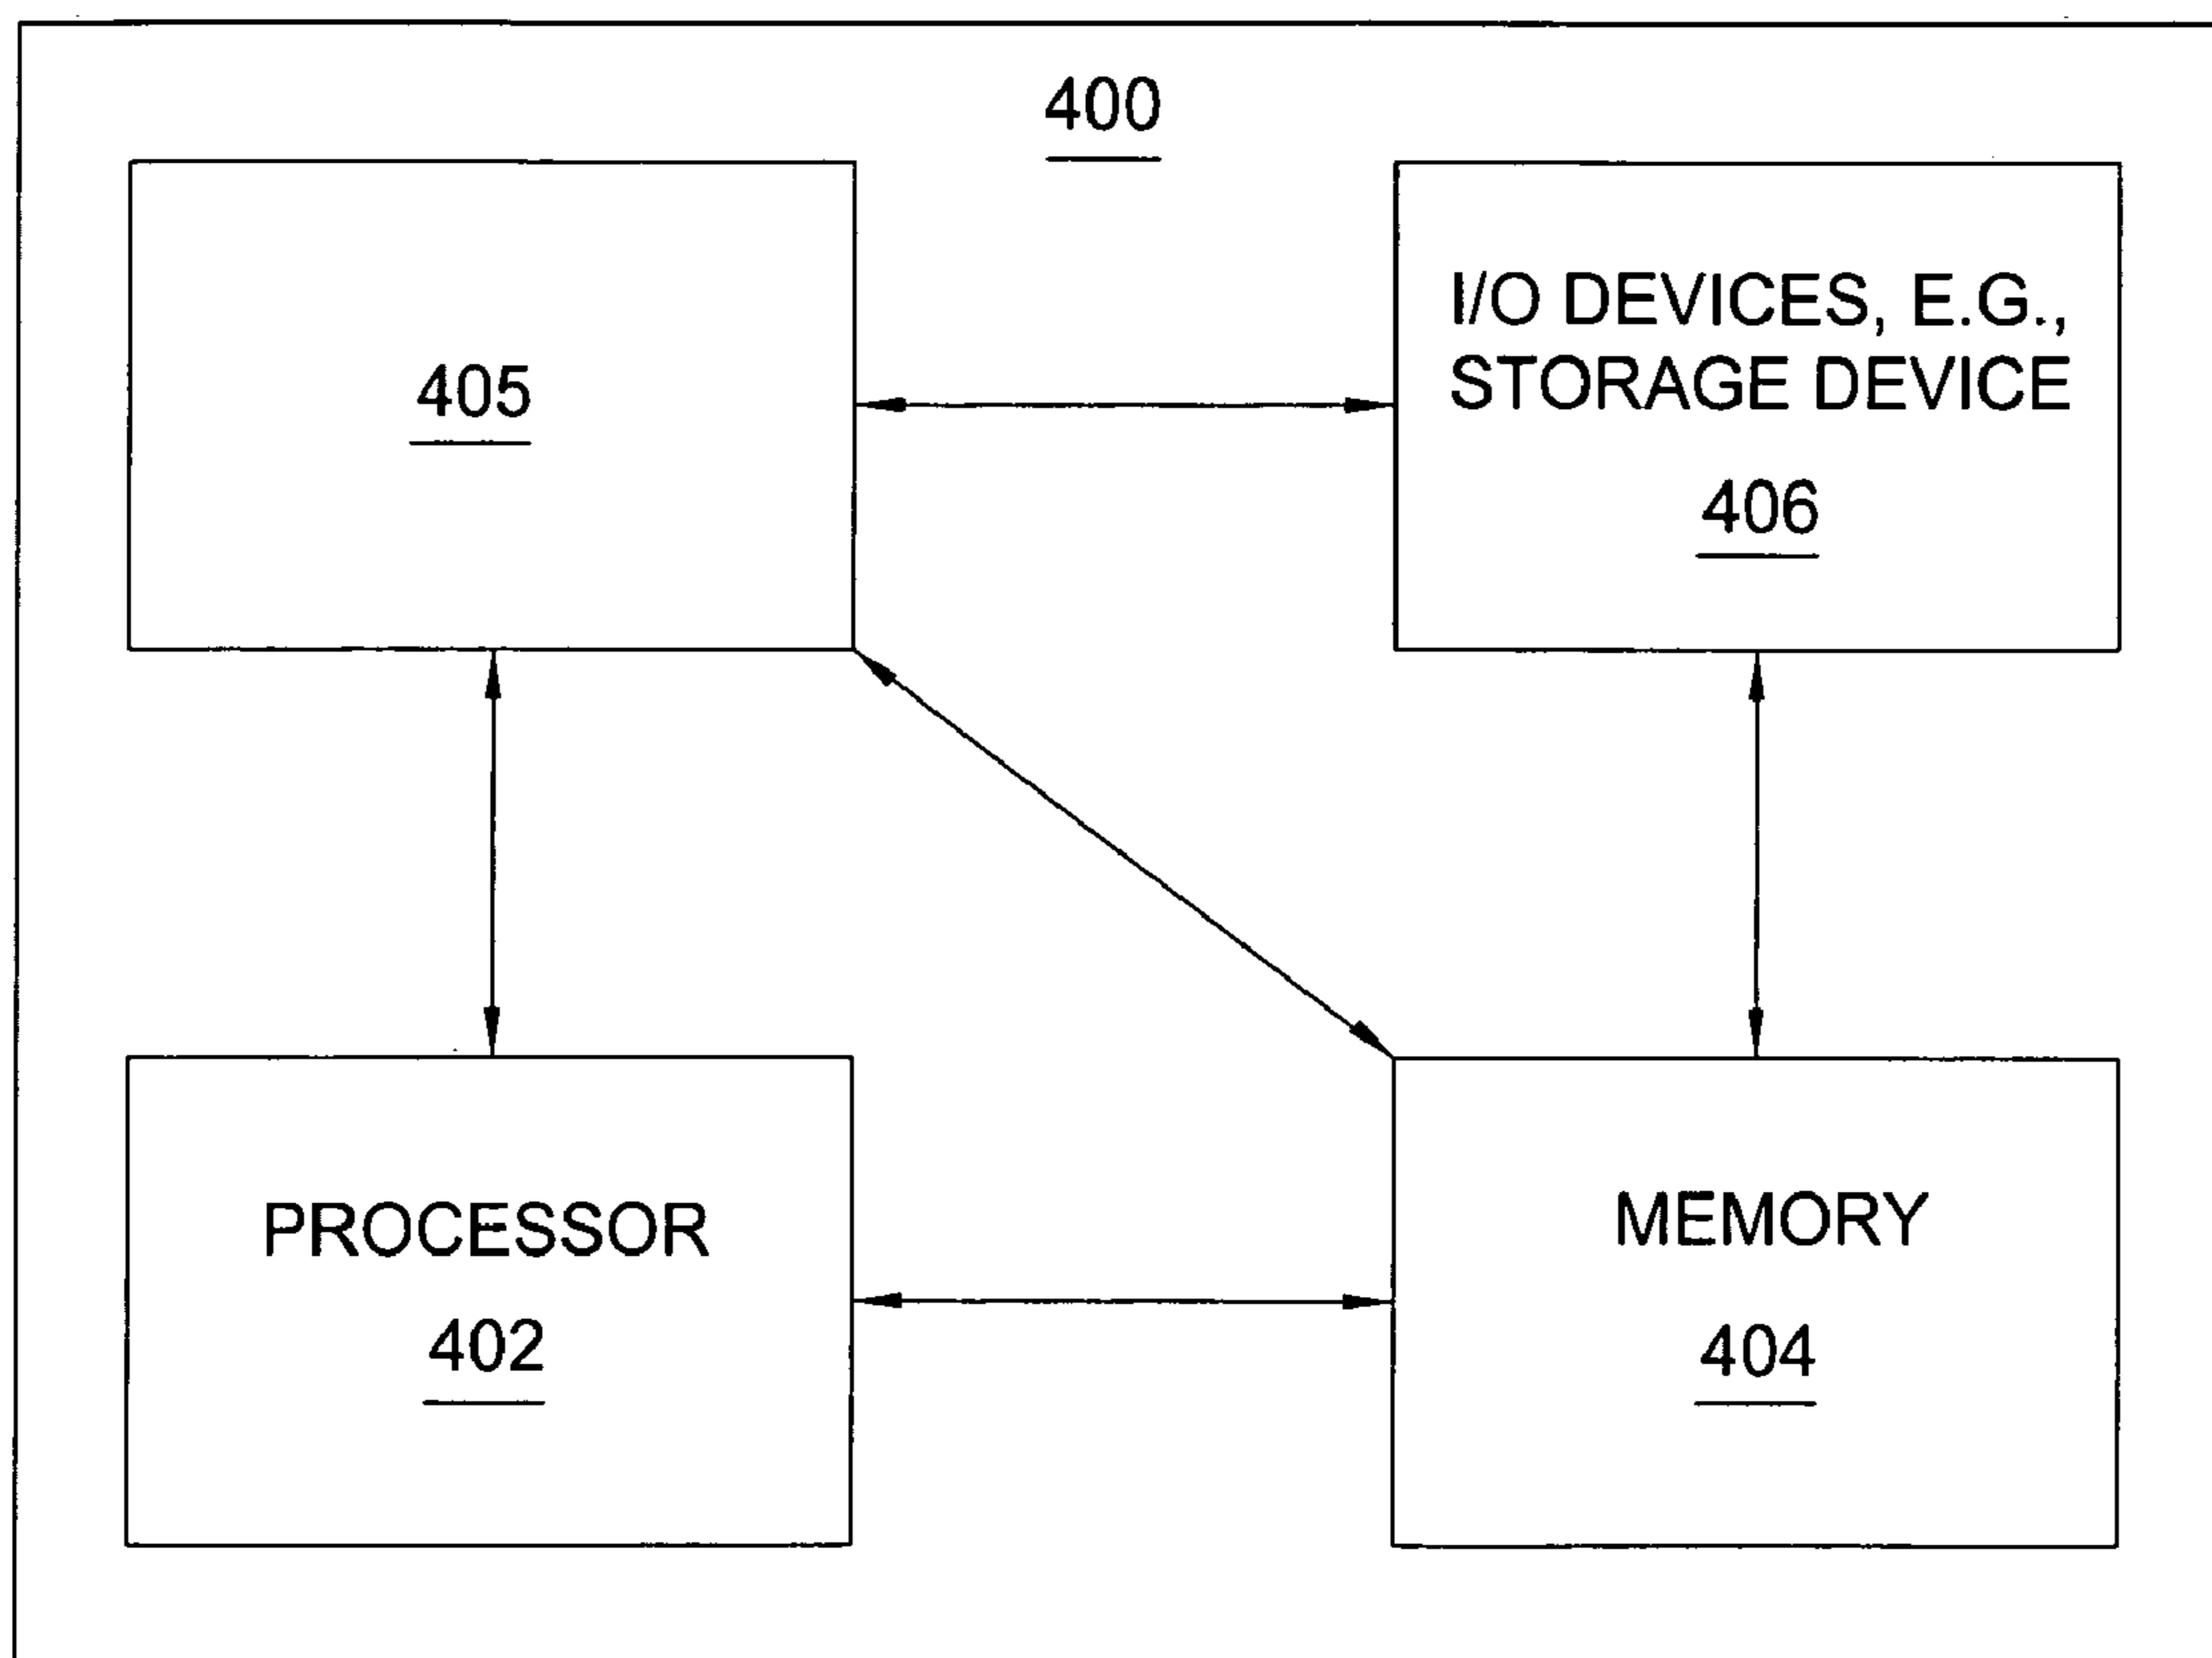 400
405
I/O DEVICES, E.G.,
STORAGE DEVICE
406
PROCESSOR
402
MEMORY
404